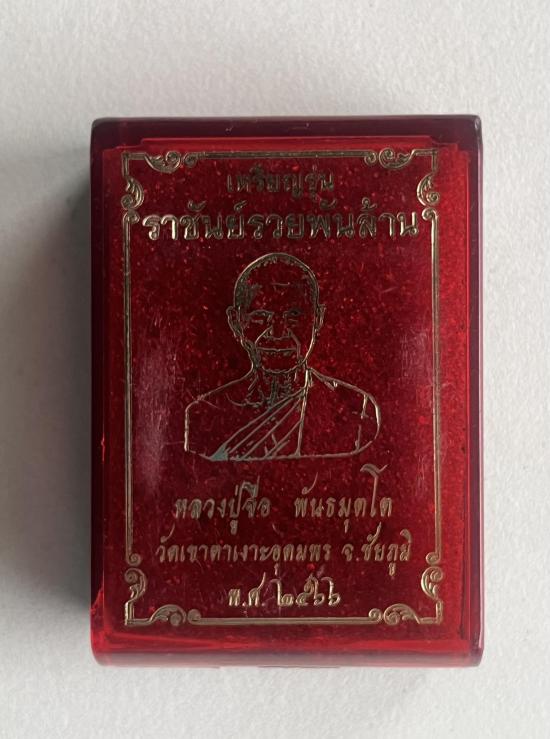 เหรียญรุ่น
ราชันย์รวยพันล้าน
หลวงปู่จื่อ พันธมุตโต
วัดเขาตาเงาะอุดมพร จ.ชัยภูมิ
พ.ศ. ๒๕๖๖